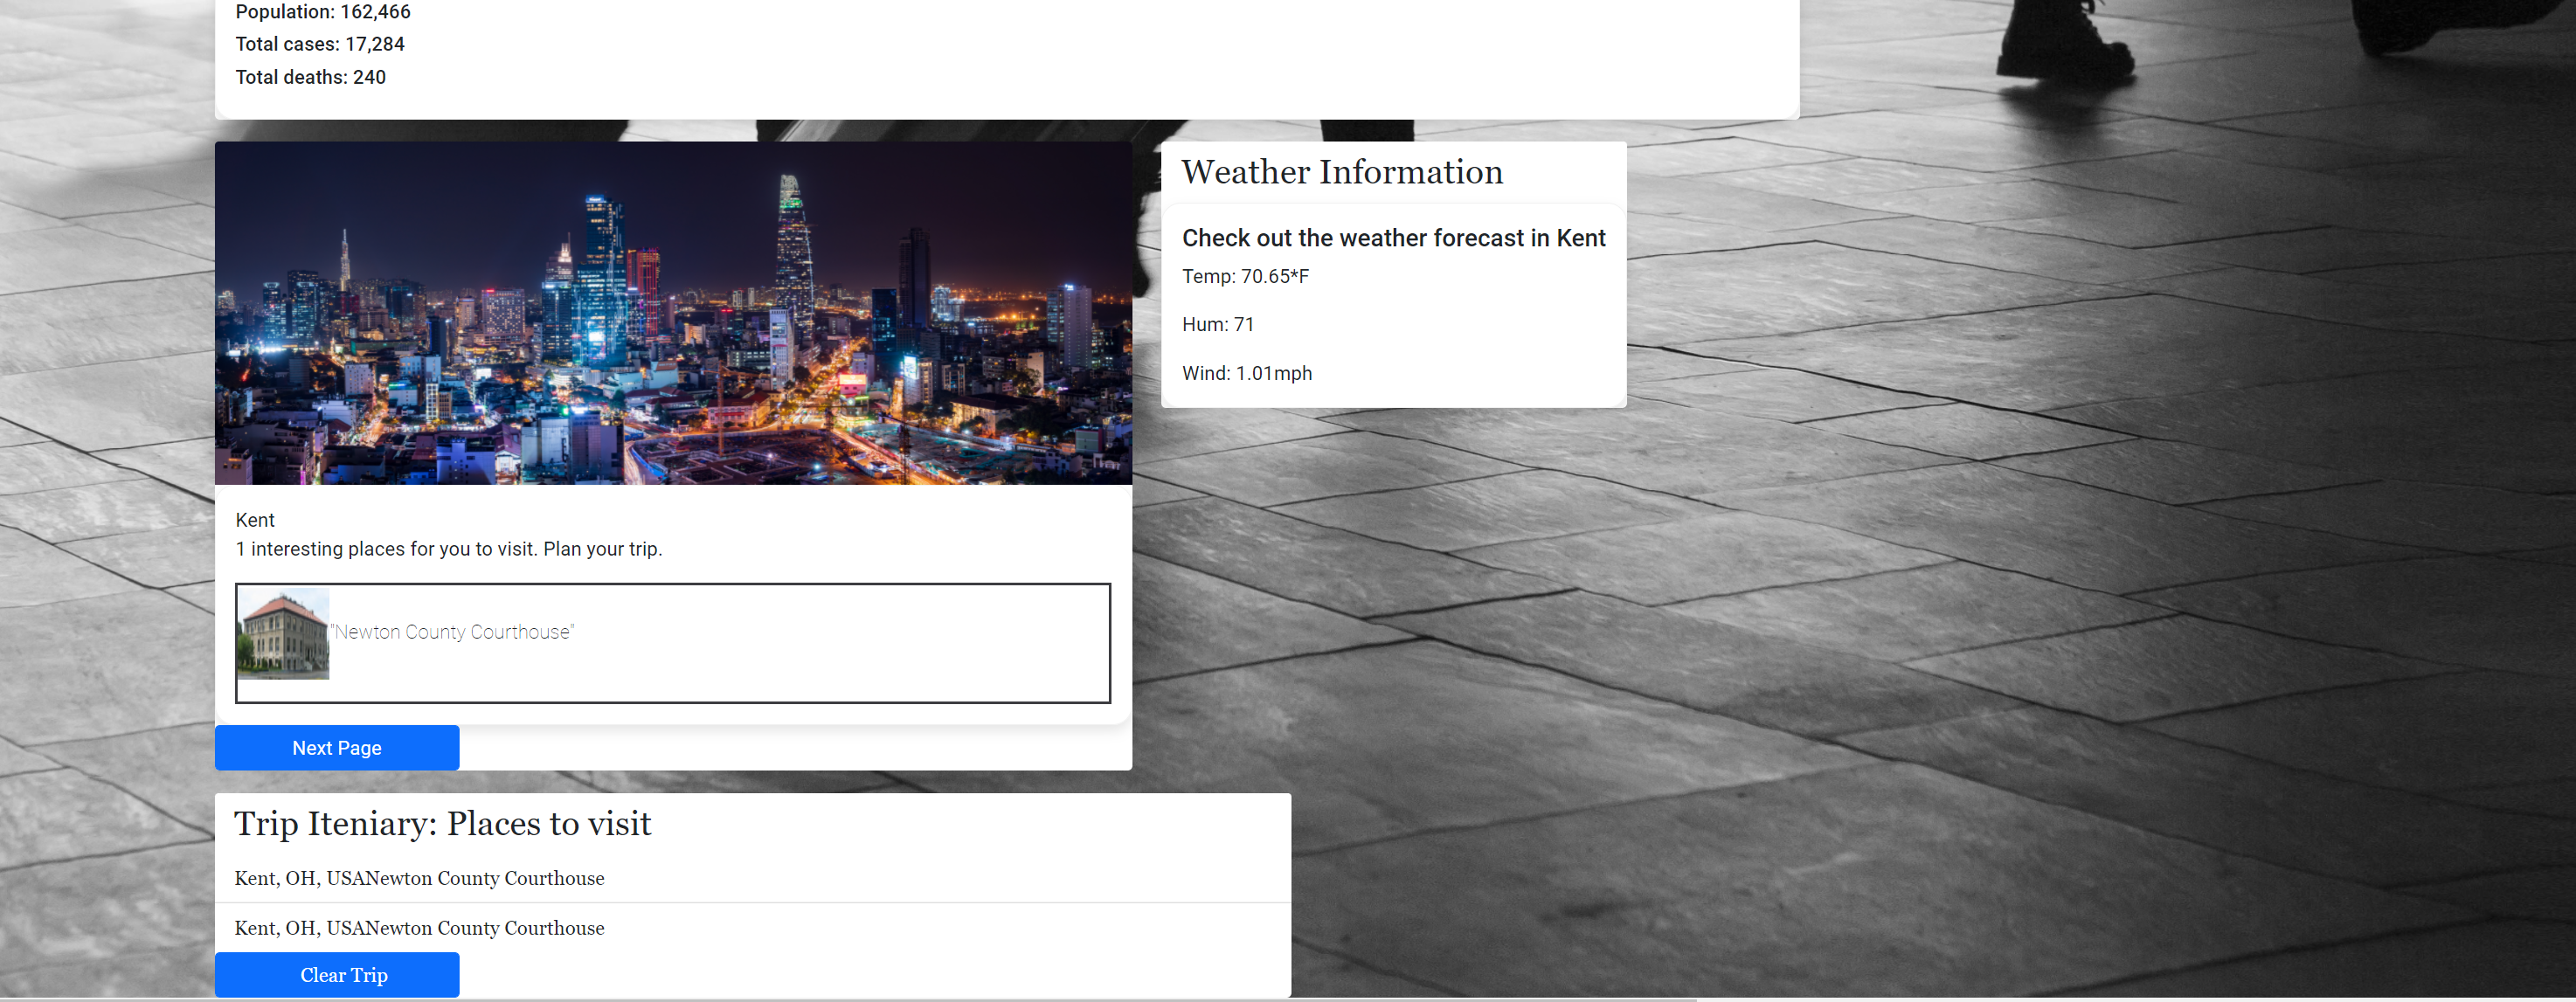 Population: 162,466
Total cases: 17,284
Total deaths: 240
Weather Information
Check out the weather forecast in Kent
Temp: 70.65*F
Hum: 71
Wind: 1.01mph
Kent
1 interesting places for you to visit. Plan your trip.
"Newton County Courthouse"
Next Page
Trip Iteniary: Places to visit
Kent, OH, USANewton County Courthouse
Kent, OH, USANewton County Courthouse
Clear Trip